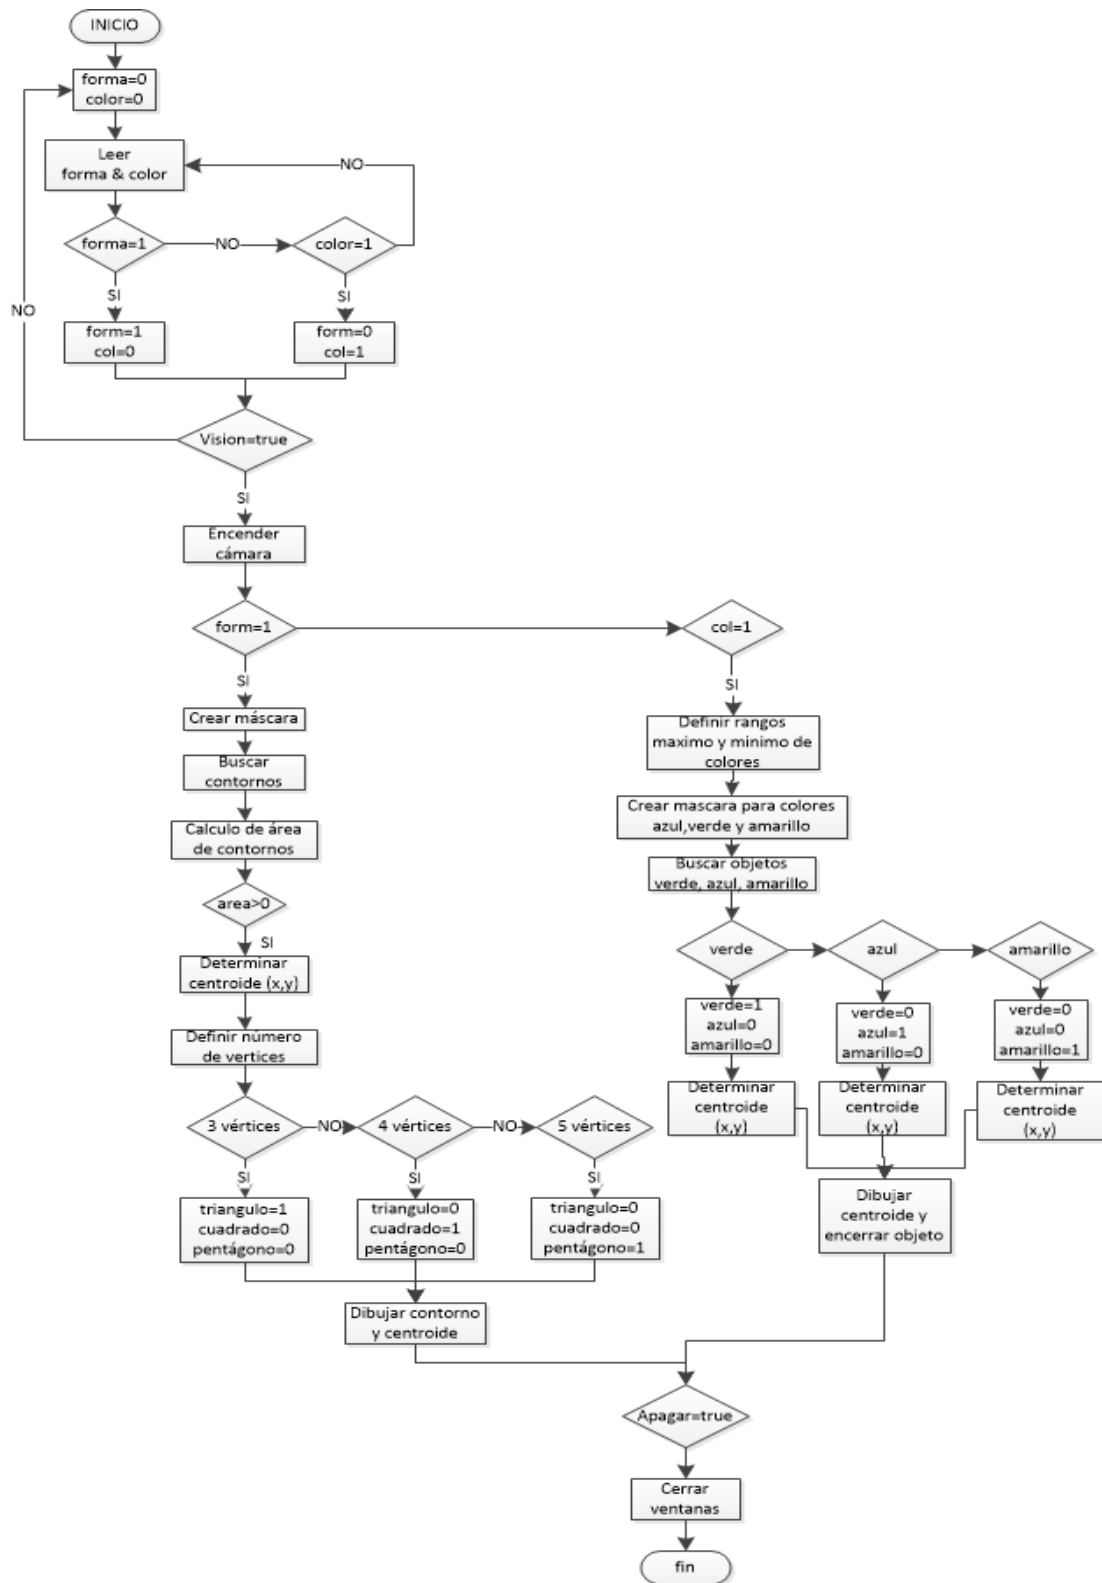 INICIO
forma=0
color=0
Leer
forma & color
NO
forma=1
NO
color=1
SI
SI
NO
form=1
col=0
form=0
col=1
Vision=true
SI
Encender
cámara
form=1
col=1
SI
Crear máscara
Buscar
contornos
Calculo de área
de contornos
area>0
SI
Determinar
centroide (x,y)
Definir número
de vertices
3 vértices
NO
4 vértices
NO
5 vértices
SI
SI
SI
triangulo=1
cuadrado=0
pentágono=0
triangulo=0
cuadrado=1
pentágono=0
triangulo=0
cuadrado=0
pentágono=1
Dibujar contorno
y centroide
SI
Definir rangos
maximo y minimo de
colores
Crear mascara para colores
azul,verde y amarillo
Buscar objetos
verde, azul, amarillo
verde
azul
amarillo
verde=1
azul=0
amarillo=0
verde=0
azul=1
amarillo=0
verde=0
azul=0
amarillo=1
Determinar
centroide
(x,y)
Determinar
centroide
(x,y)
Determinar
centroide
(x,y)
Dibujar
centroide y
encerrar objeto
Apagar=true
Cerrar
ventanas
fin